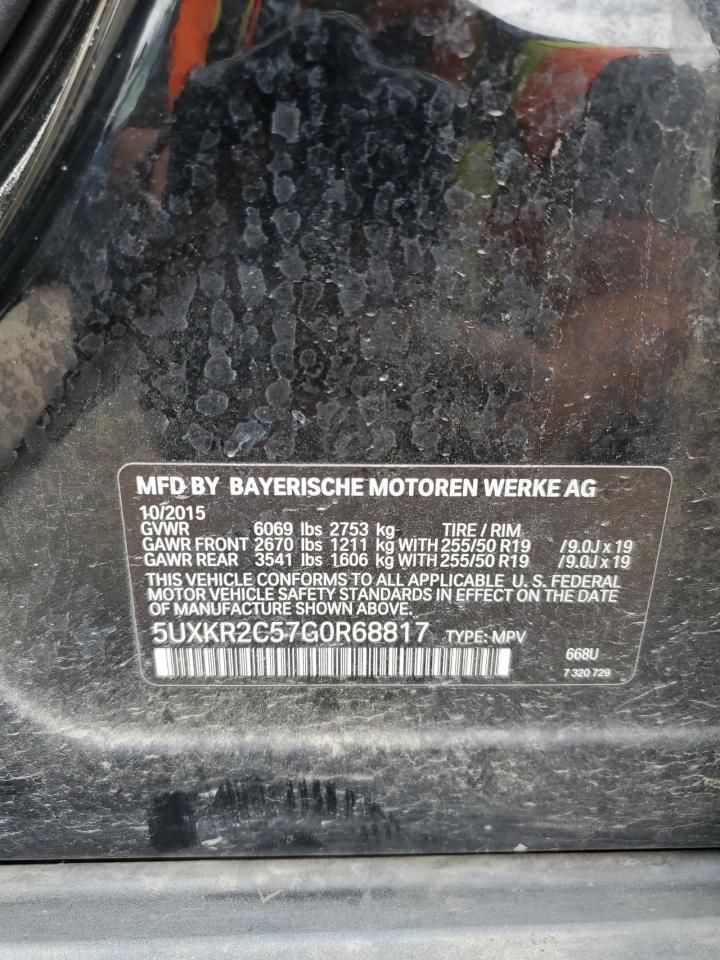 MFD BY BAYERISCHE MOTOREN WERKE AG
10/2015
GVWR 6069 lbs 2753 kg TIRE / RIM
GAWR FRONT 2670 lbs 1211 kg WITH 255/50 R19 /9.0J x 19
GAWR REAR 3541 lbs 1606 kg WITH 255/50 R19 /9.0J x 19
THIS VEHICLE CONFORMS TO ALL APPLICABLE U. S. FEDERAL
MOTOR VEHICLE SAFETY STANDARDS IN EFFECT ON THE DATE
OF MANUFACTURE SHOWN ABOVE.
5UXKR2C57G0R68817 TYPE: MPV
668U
7 320 729